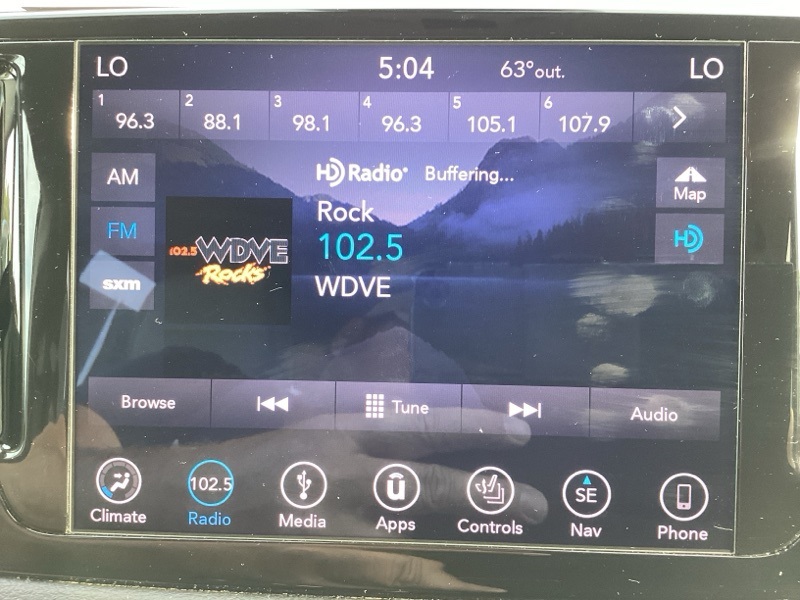 LO 5:04 63°out. LO
1 96.3 2 88.1 3 98.1 4 96.3 5 105.1 6 107.9
AM
HD Radio Buffering...
Map
Rock
FM
102.5
HD
102.5 WDVE
Rocks
sxm
WDVE
Browse Tune Audio
102.5 SE
Climate Radio Media Apps Controls Nav Phone